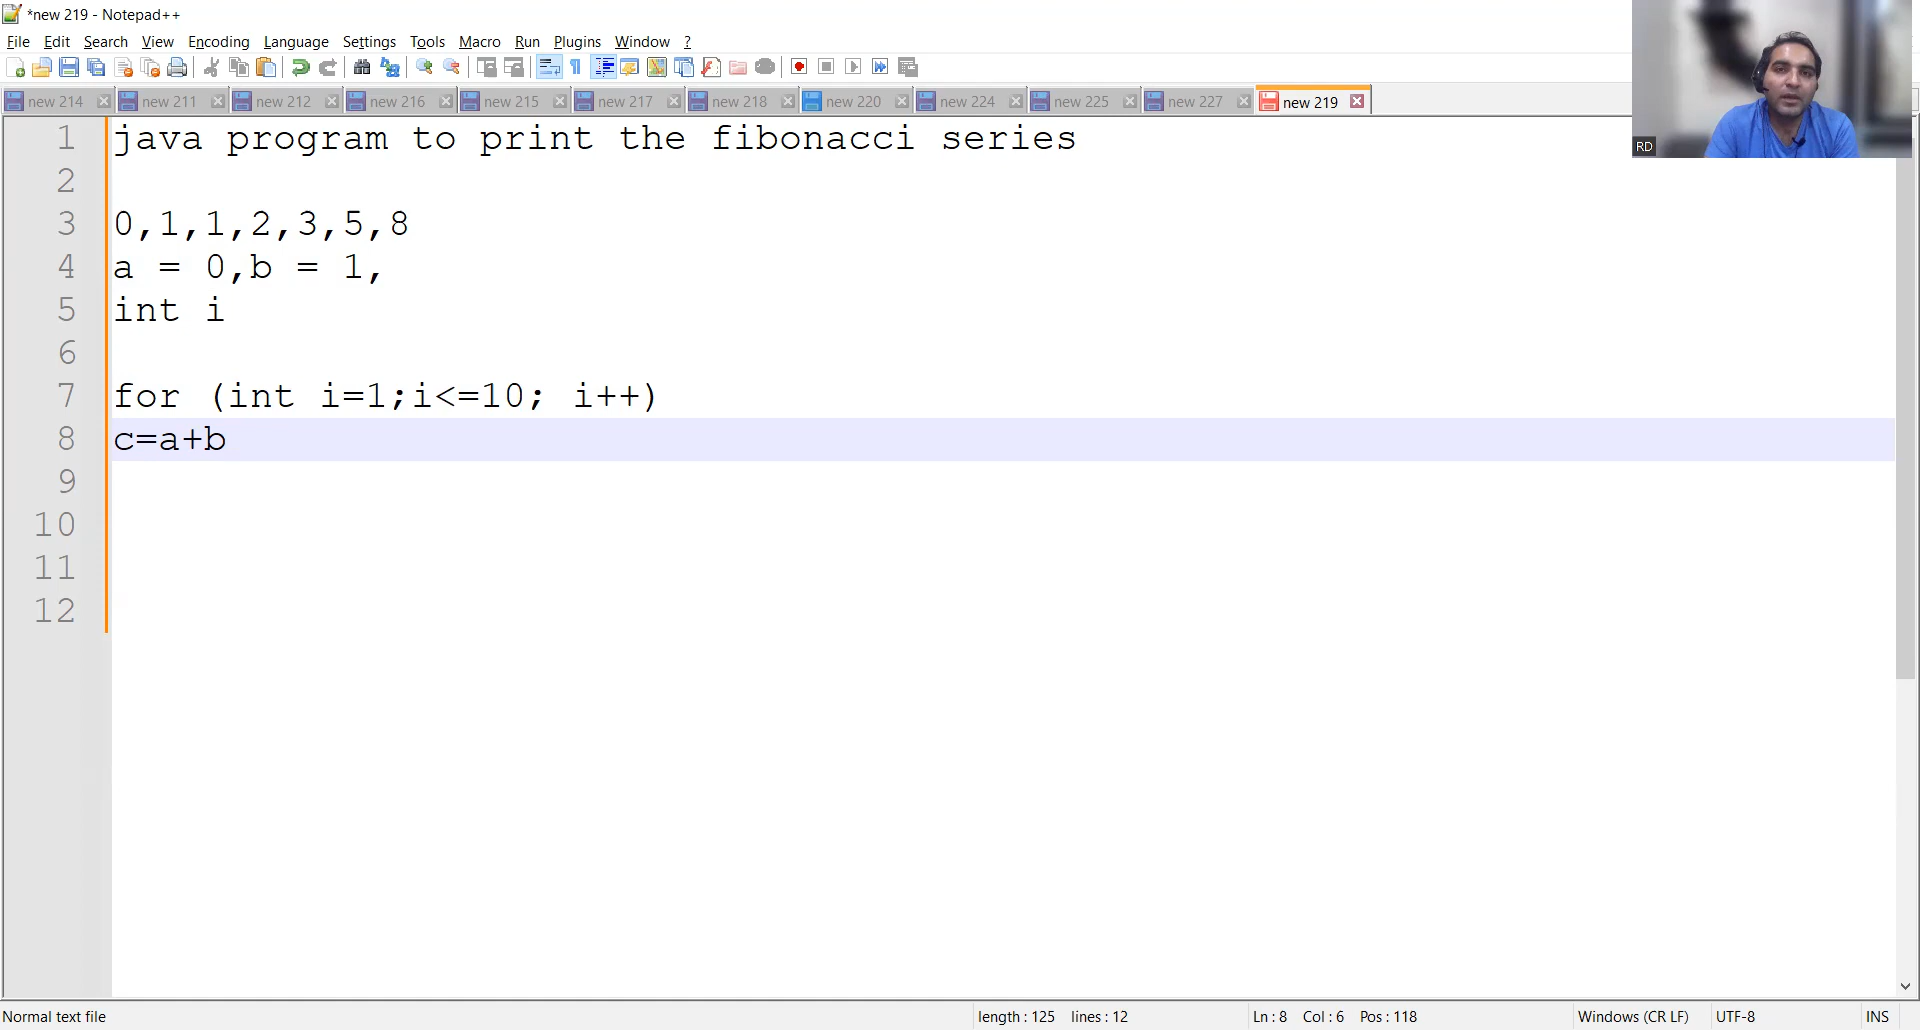 *new 219 - Notepad++
File Edit Search View Encoding Language Settings Tools Macro Run Plugins Window ?
new 214 new 211 new 212 new 216 new 215 new 217 new 218 new 220 new 224 new 225 new 227 new 219
RD
1 java program to print the fibonacci series
2
3 0,1,1,2,3,5,8
4 a = 0,b = 1,
5 int i
6
7 for (int i=1;i<=10; i++)
8 c=a+b
9
10
11
12
Normal text file length : 125 lines : 12 Ln : 8 Col : 6 Pos : 118 Windows (CR LF) UTF-8 INS